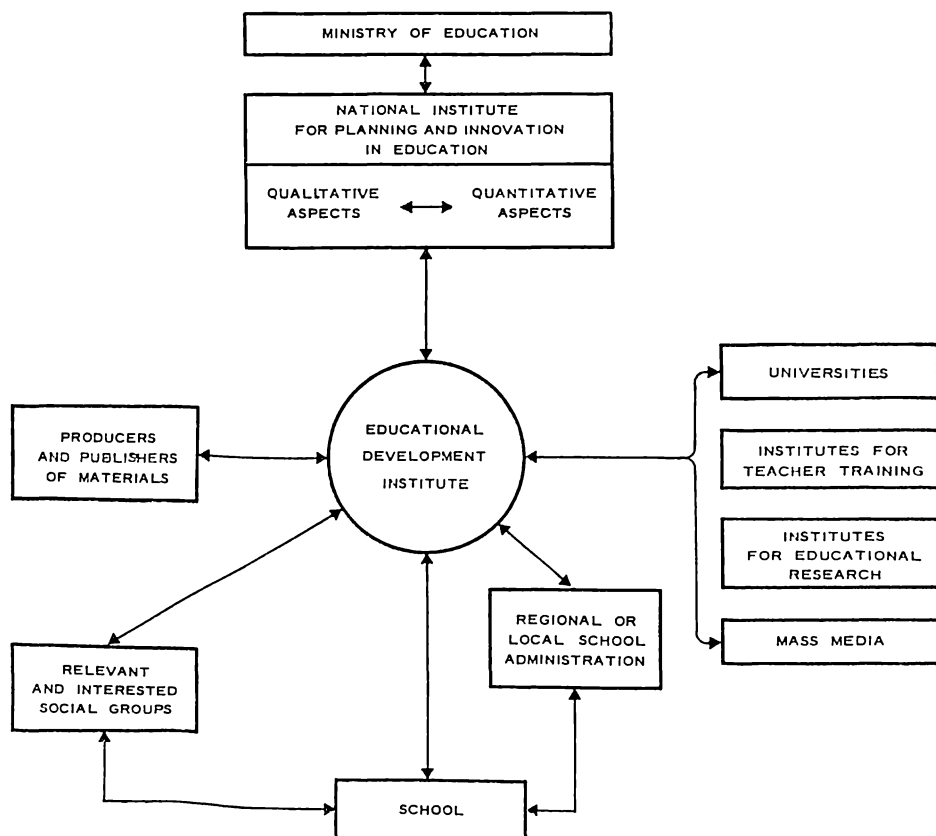 MINISTRY OF EDUCATION
NATIONAL INSTITUTE
FOR PLANNING AND INNOVATION
IN EDUCATION
QUALITATIVE
ASPECTS
QUANTITATIVE
ASPECTS
EDUCATIONAL
DEVELOPMENT
INSTITUTE
PRODUCERS
AND PUBLISHERS
OF MATERIALS
UNIVERSITIES
INSTITUTES FOR
TEACHER TRAINING
INSTITUTES
FOR EDUCATIONAL
RESEARCH
MASS MEDIA
REGIONAL OR
LOCAL SCHOOL
ADMINISTRATION
RELEVANT
AND INTERESTED
SOCIAL GROUPS
SCHOOL